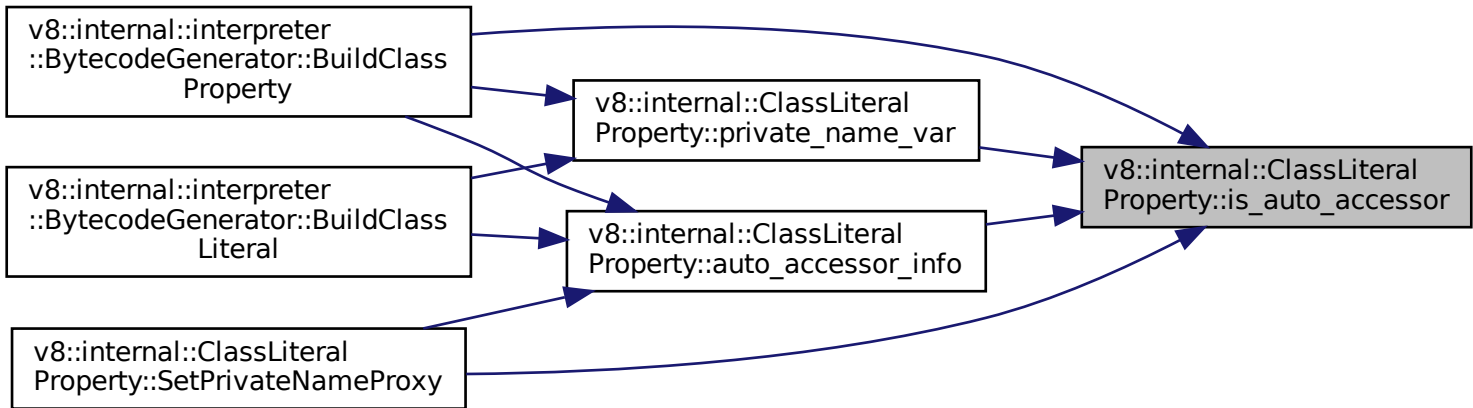 v8::internal::interpreter
::BytecodeGenerator::BuildClass
Property
v8::internal::interpreter
::BytecodeGenerator::BuildClass
Literal
v8::internal::ClassLiteral
Property::SetPrivateNameProxy
v8::internal::ClassLiteral
Property::private_name_var
v8::internal::ClassLiteral
Property::auto_accessor_info
v8::internal::ClassLiteral
Property::is_auto_accessor